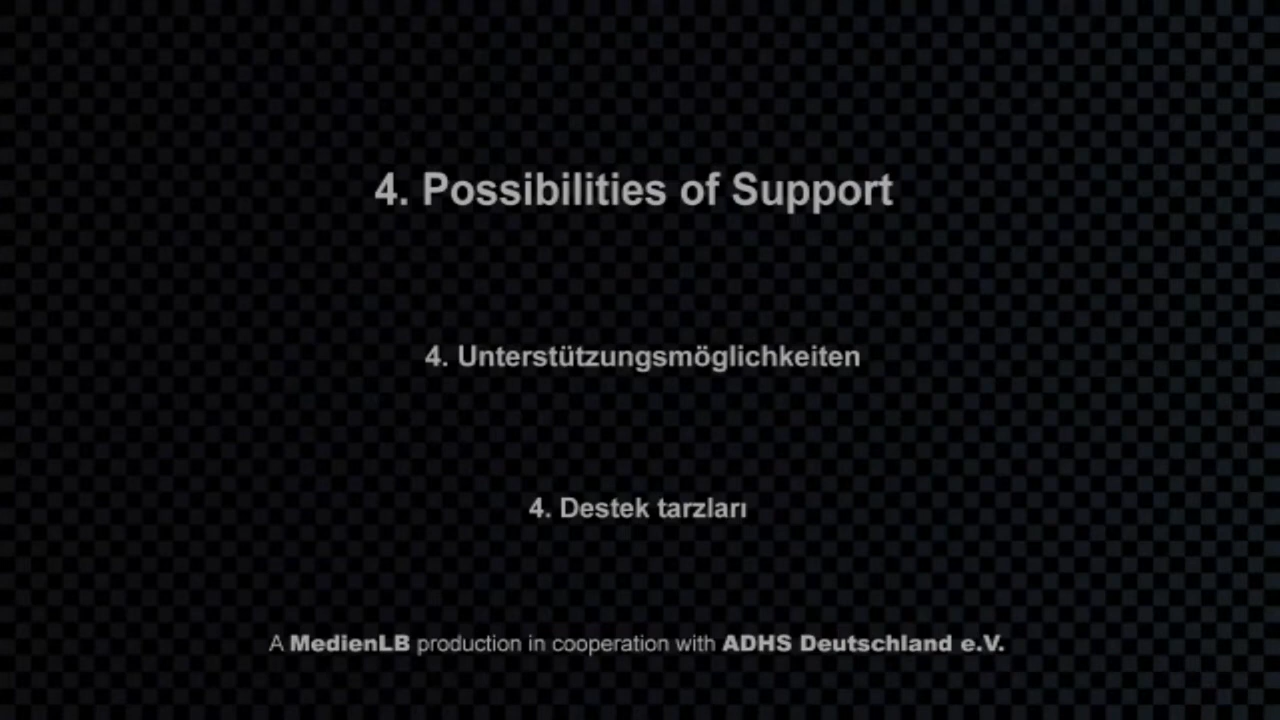 4. Possibilities of Support
4. Unterstützungsmöglichkeiten
4. Destek tarzları
A MedienLB production in cooperation with ADHS Deutschland e.V.